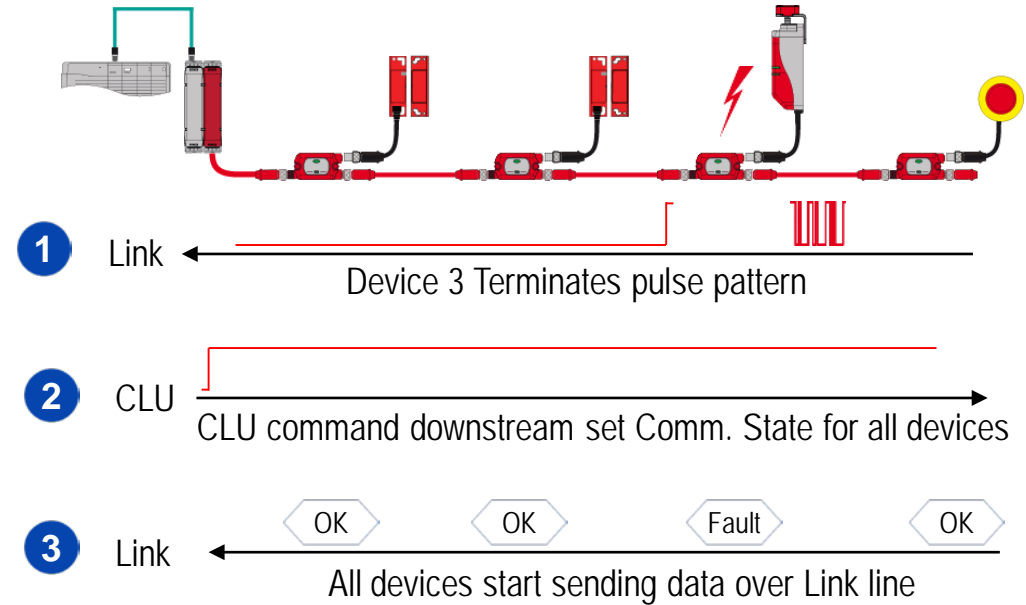 1
Link
Device 3 Terminates pulse pattern
2
CLU
CLU command downstream set Comm. State for all devices
3
Link
OK OK Fault OK
All devices start sending data over Link line